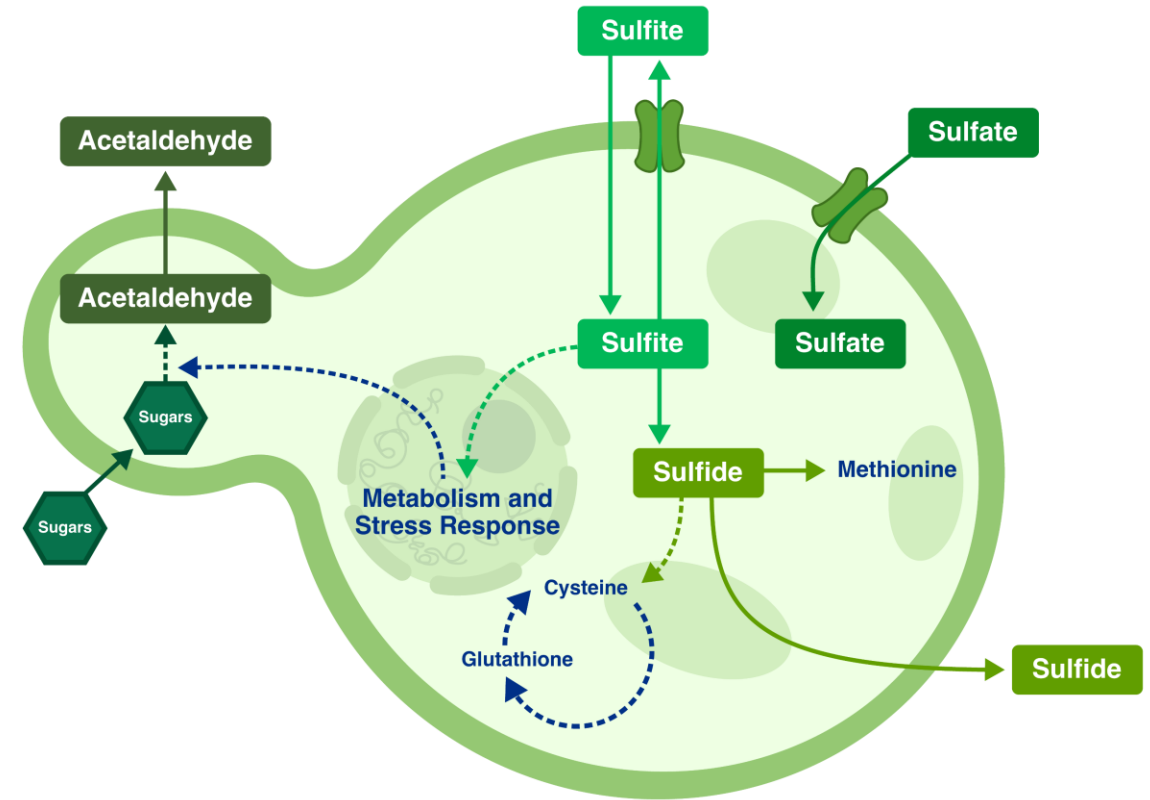 Sulfite
Sulfate
Acetaldehyde
Acetaldehyde
Sulfite
Sulfate
Sugars
Sulfide
Methionine
Metabolism and
Stress Response
Sugars
Cysteine
Glutathione
Sulfide